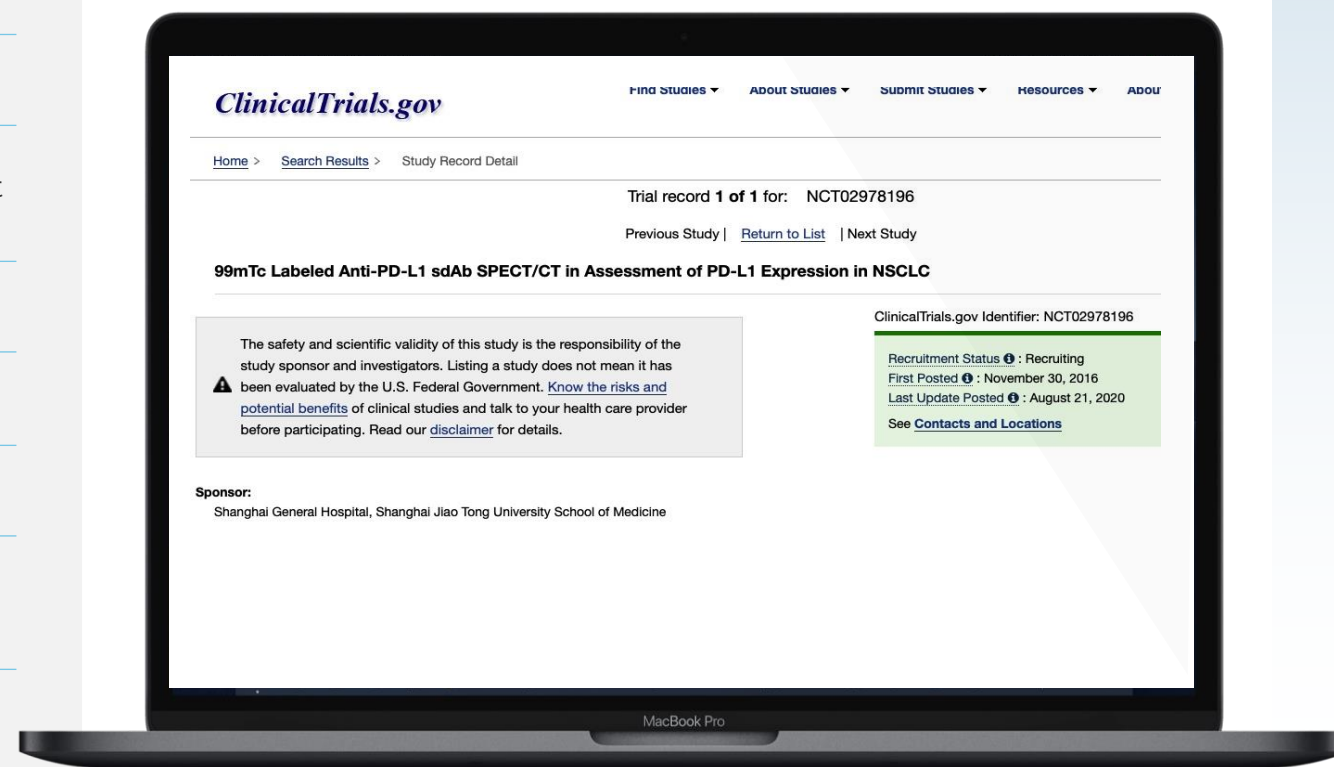 ClinicalTrials.gov
Find Studies ▾ About Studies ▾ Submit Studies ▾ Resources ▾ About
Home > Search Results > Study Record Detail
Trial record 1 of 1 for: NCT02978196
Previous Study | Return to List | Next Study
99mTc Labeled Anti-PD-L1 sdAb SPECT/CT in Assessment of PD-L1 Expression in NSCLC
The safety and scientific validity of this study is the responsibility of the
study sponsor and investigators. Listing a study does not mean it has
been evaluated by the U.S. Federal Government. Know the risks and
potential benefits of clinical studies and talk to your health care provider
before participating. Read our disclaimer for details.
ClinicalTrials.gov Identifier: NCT02978196
Recruitment Status : Recruiting
First Posted : November 30, 2016
Last Update Posted : August 21, 2020
See Contacts and Locations
Sponsor:
Shanghai General Hospital, Shanghai Jiao Tong University School of Medicine
MacBook Pro